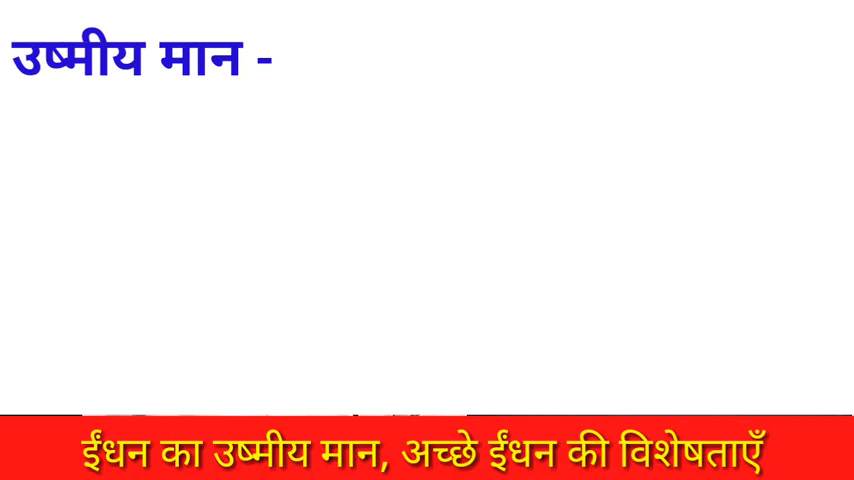 उष्मीय मान -
ईंधन का उष्मीय मान, अच्छे ईंधन की विशेषताएँ